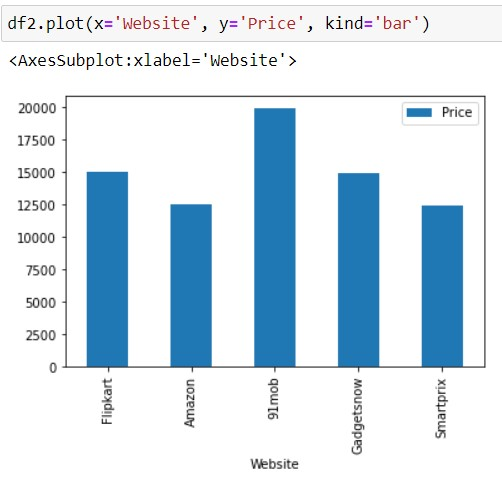 df2.plot(x='Website', y='Price', kind='bar')
<AxesSubplot:xlabel='Website'>
Price
20000
17500
15000
12500
10000
7500
5000
2500
0
Flipkart
Amazon
91mob
Gadgetsnow
Smartprix
Website